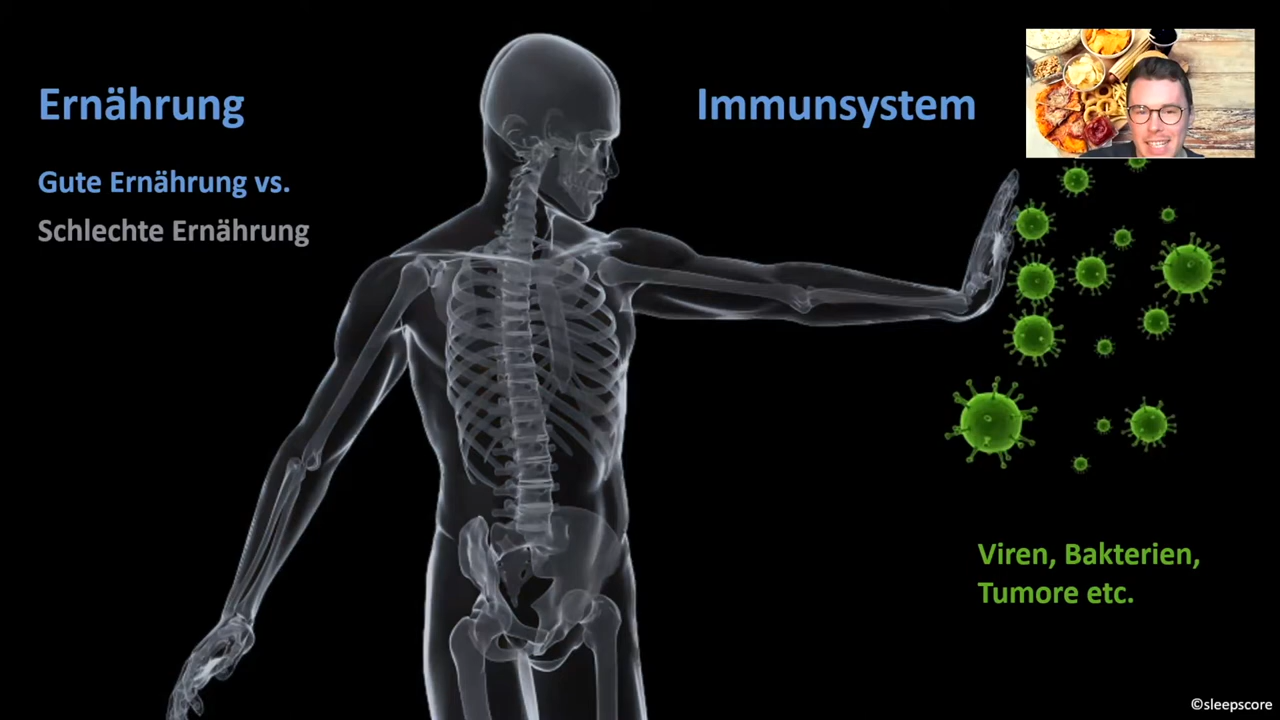 Ernährung
Immunsystem
Gute Ernährung vs.
Schlechte Ernährung
Viren, Bakterien,
Tumore etc.
©sleepscore